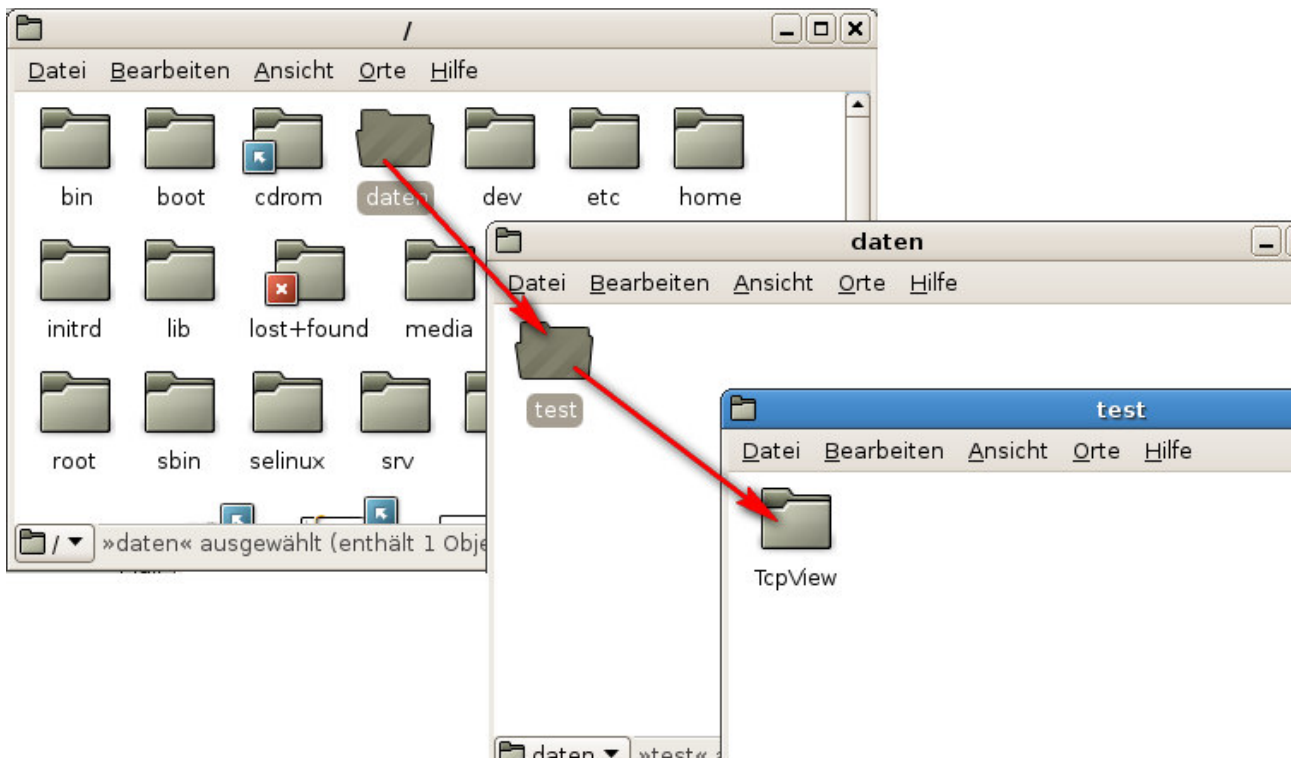 /
Datei Bearbeiten Ansicht Orte Hilfe
bin boot cdrom daten dev etc home
initrd lib lost+found media
root sbin selinux srv
/ »daten« ausgewählt (enthält 1 Obje
daten
Datei Bearbeiten Ansicht Orte Hilfe
test
daten »test«
test
Datei Bearbeiten Ansicht Orte Hilfe
TcpView